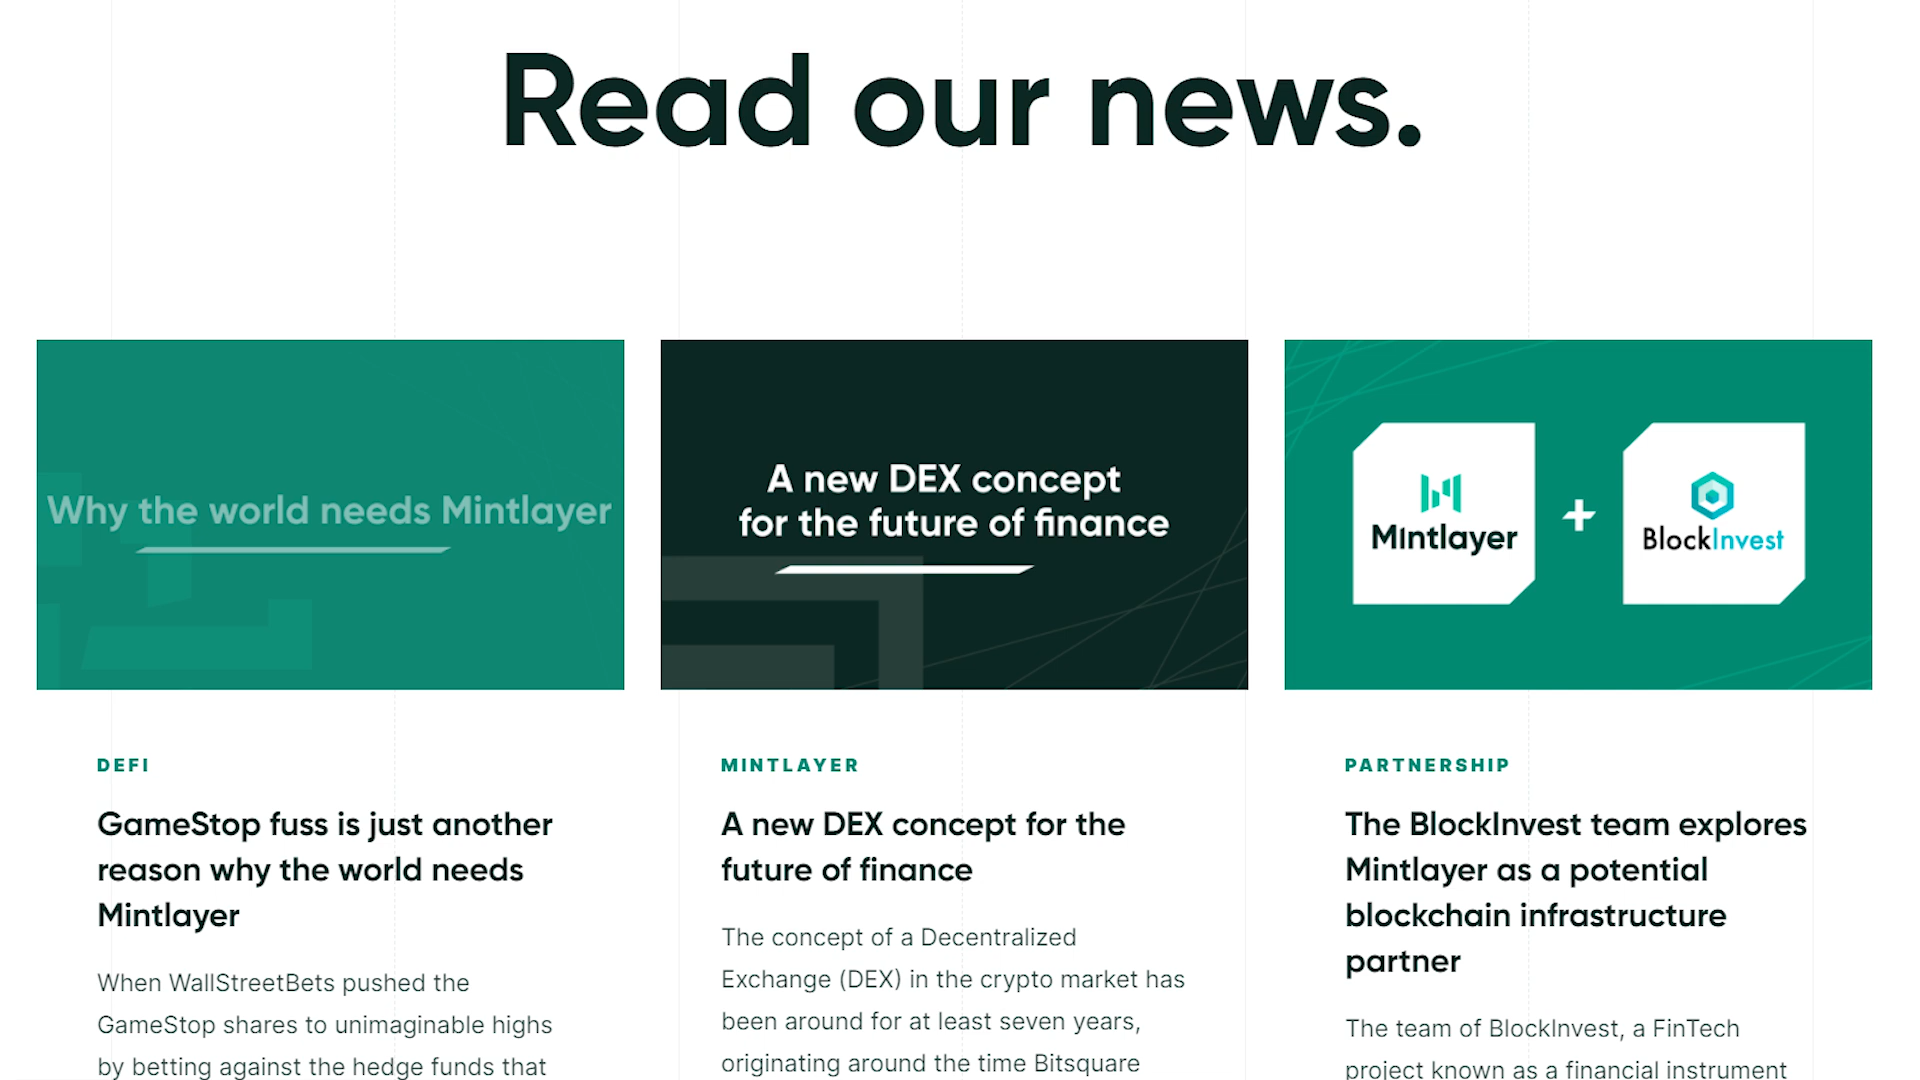 Read our news.
Why the world needs Mintlayer
A new DEX concept
for the future of finance
Mintlayer
BlockInvest
DEFI
GameStop fuss is just another
reason why the world needs
Mintlayer
When WallStreetBets pushed the
GameStop shares to unimaginable highs
by betting against the hedge funds that
MINTLAYER
A new DEX concept for the
future of finance
The concept of a Decentralized
Exchange (DEX) in the crypto market has
been around for at least seven years,
originating around the time Bitsquare
PARTNERSHIP
The BlockInvest team explores
Mintlayer as a potential
blockchain infrastructure
partner
The team of BlockInvest, a FinTech
project known as a financial instrument